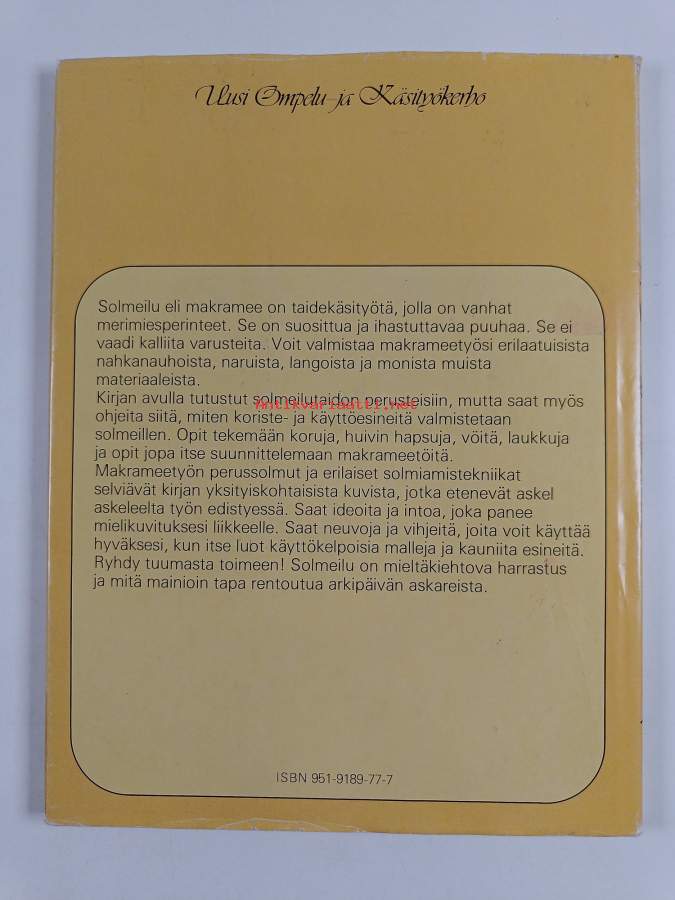 Uusi Ompelu- ja Käsityökerho
Solmeilu eli makramee on taidekäsityötä, jolla on vanhat
merimiesperinteet. Se on suosittua ja ihastuttavaa puuhaa. Se ei
vaadi kalliita varusteita. Voit valmistaa makrameetyösi erilaatuisista
nahkanauhoista, naruista, langoista ja monista muista
materiaaleista.
Kirjan avulla tutustut solmeilutaidon perusteisiin, mutta saat myös
antikvariaatti.net
ohjeita siitä, miten koriste- ja käyttöesineitä valmistetaan
solmeillen. Opit tekemään koruja, huivin hapsuja, vöitä, laukkuja
ja opit jopa itse suunnittelemaan makrameetöitä.
Makrameetyön perussolmut ja erilaiset solmiamistekniikat
selviävät kirjan yksityiskohtaisista kuvista, jotka etenevät askel
askeleelta työn edistyessä. Saat ideoita ja intoa, joka panee
mielikuvituksesi liikkeelle. Saat neuvoja ja vihjeitä, joita voit käyttää
hyväksesi, kun itse luot käyttökelpoisia malleja ja kauniita esineitä.
Ryhdy tuumasta toimeen! Solmeilu on mieltäkiehtova harrastus
ja mitä mainioin tapa rentoutua arkipäivän askareista.
ISBN 951-9189-77-7